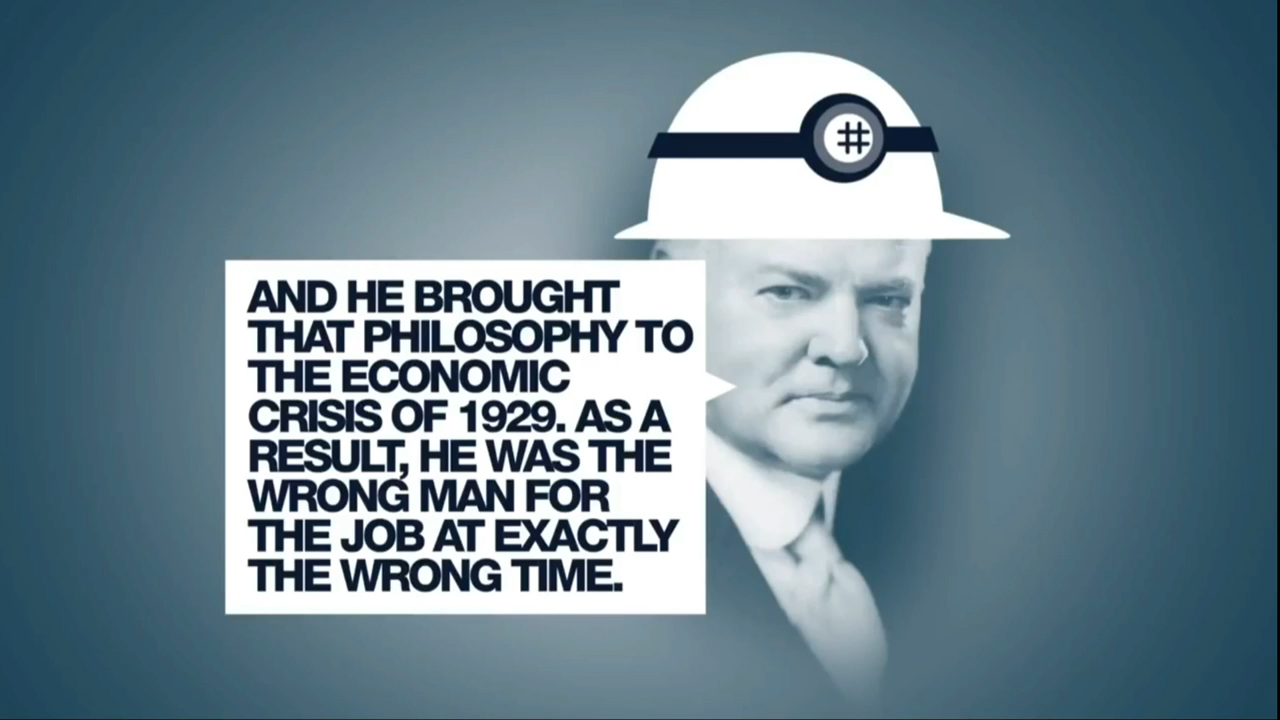 #
AND HE BROUGHT
THAT PHILOSOPHY TO
THE ECONOMIC
CRISIS OF 1929. AS A
RESULT, HE WAS THE
WRONG MAN FOR
THE JOB AT EXACTLY
THE WRONG TIME.